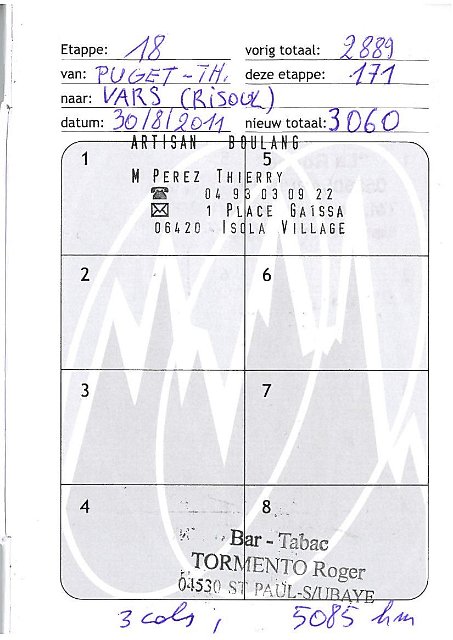 Etappe: 18 vorig totaal: 2889
van: PUGET-TH. deze etappe: 171
naar: VARS (RISOUL)
datum: 30/8/2011 nieuw totaal: 3060
ARTISAN BOULANG
1 5
M PEREZ THIERRY
☎ 04 93 03 09 22
✉ 1 PLACE GAÏSSA
06420 ISOLA VILLAGE
2 6
3 7
4 8
Bar - Tabac
TORMENTO Roger
04530 ST PAUL-S/UBAYE
3 cols ; 5085 hm